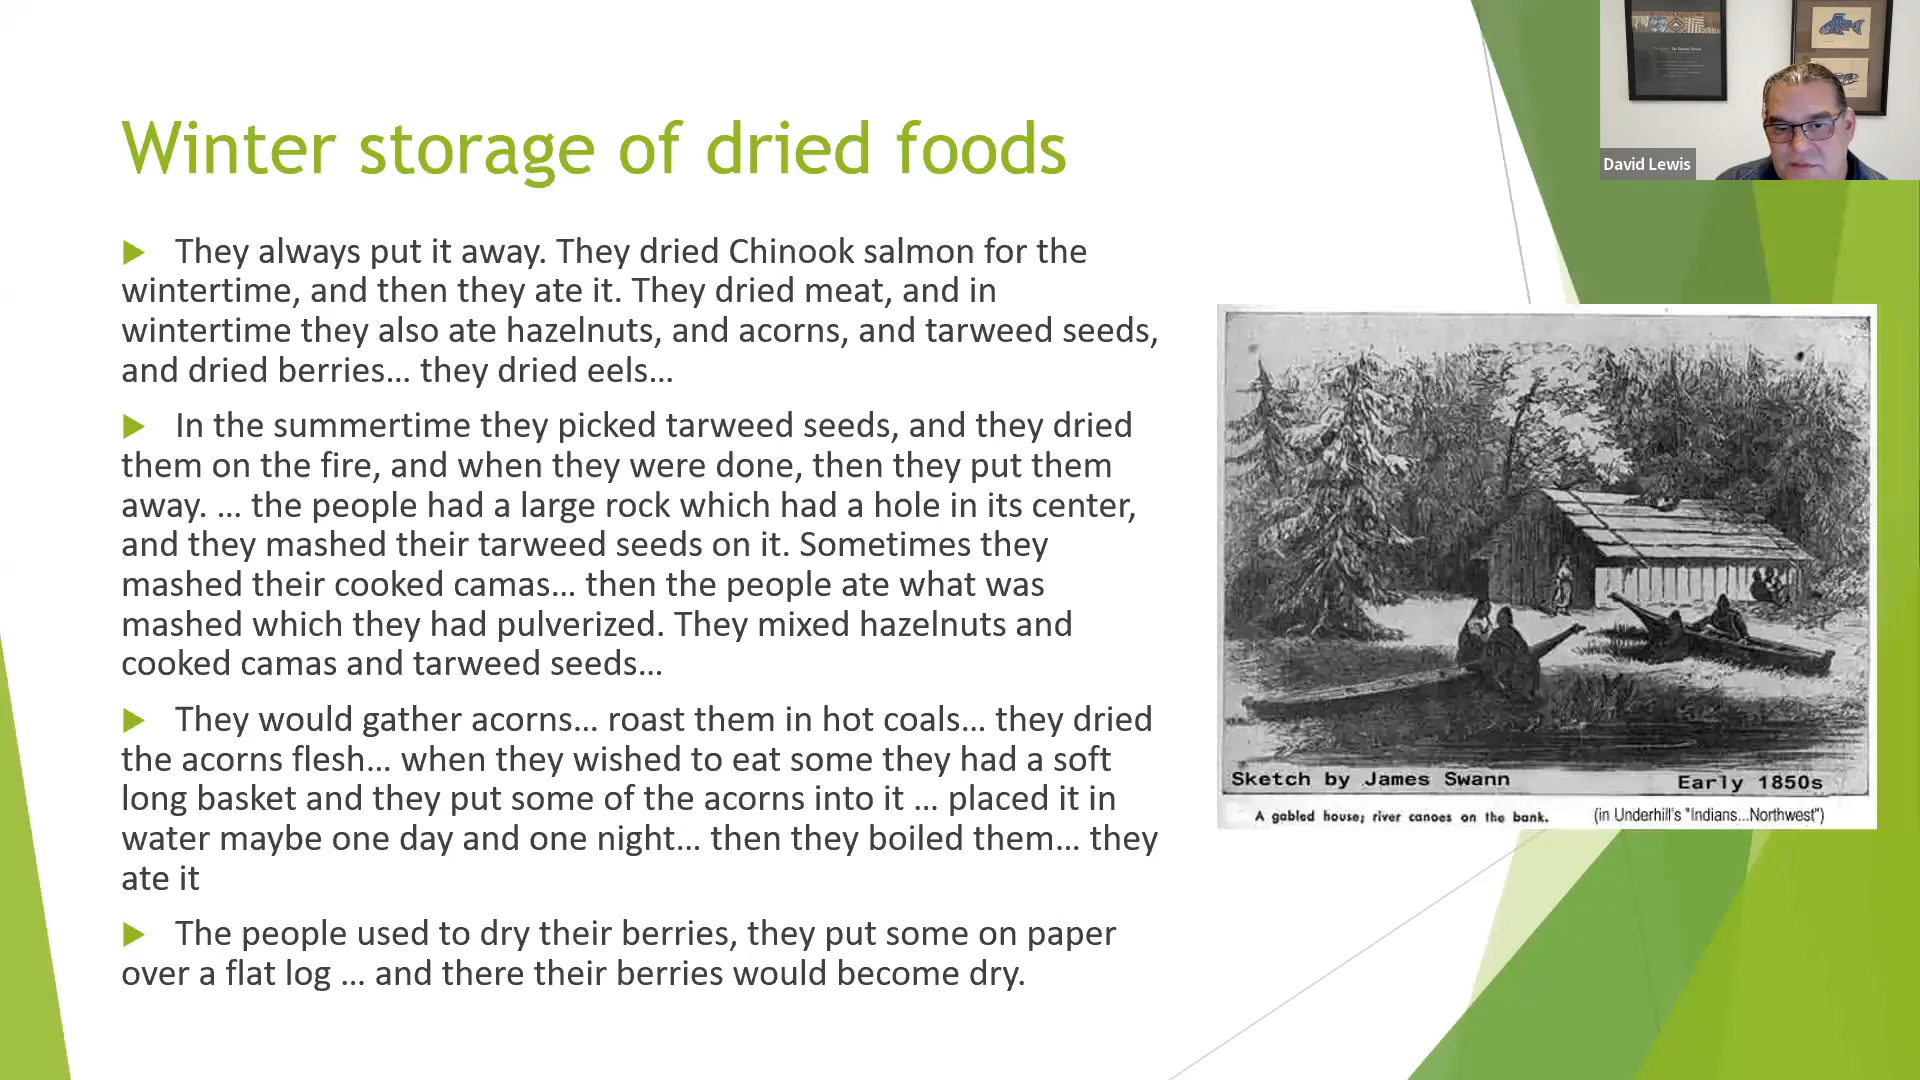 Winter storage of dried foods
They always put it away. They dried Chinook salmon for the
wintertime, and then they ate it. They dried meat, and in
wintertime they also ate hazelnuts, and acorns, and tarweed seeds,
and dried berries… they dried eels…
In the summertime they picked tarweed seeds, and they dried
them on the fire, and when they were done, then they put them
away. … the people had a large rock which had a hole in its center,
and they mashed their tarweed seeds on it. Sometimes they
mashed their cooked camas… then the people ate what was
mashed which they had pulverized. They mixed hazelnuts and
cooked camas and tarweed seeds…
They would gather acorns… roast them in hot coals… they dried
the acorns flesh… when they wished to eat some they had a soft
long basket and they put some of the acorns into it … placed it in
water maybe one day and one night… then they boiled them… they
ate it
The people used to dry their berries, they put some on paper
over a flat log … and there their berries would become dry.
David Lewis
Sketch by James Swann
Early 1850s
A gabled house; river canoes on the bank.
(in Underhill's "Indians...Northwest")